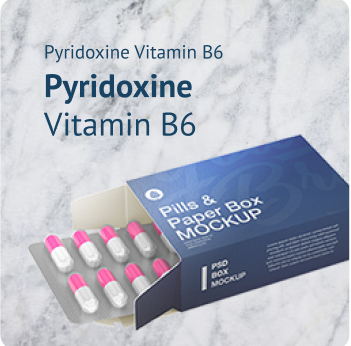 Pyridoxine Vitamin B6
Pyridoxine
Vitamin B6
Pills &
Paper Box
MOCKUP
PSD
BOX
MOCKUP